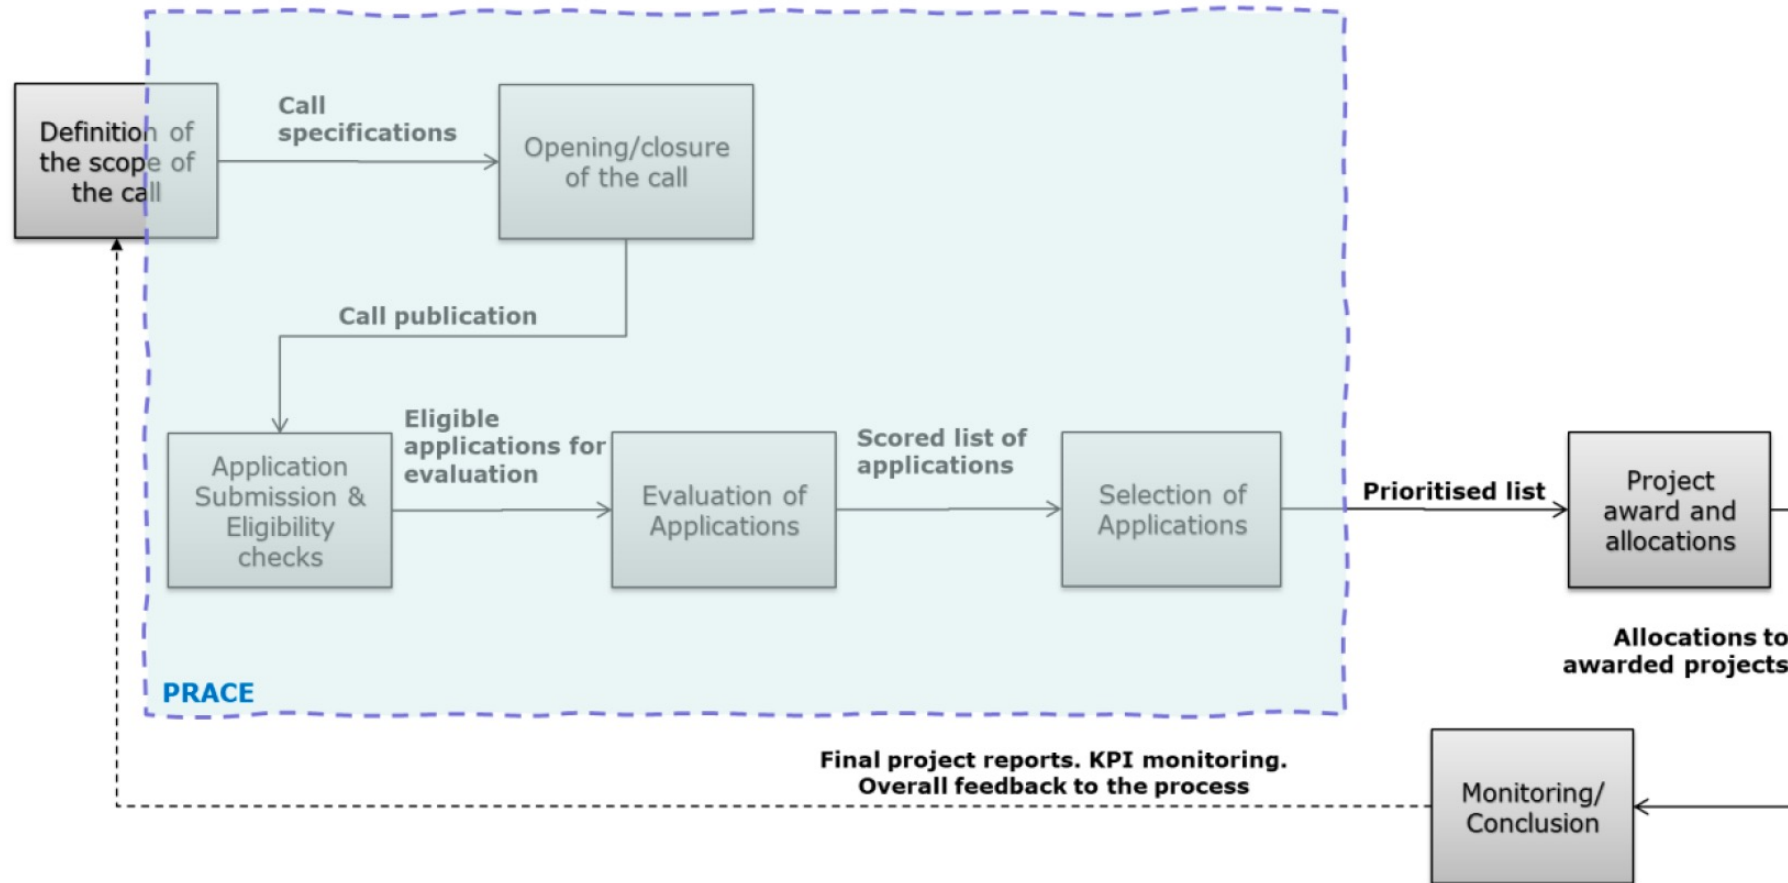 Definition of
the scope of
the call
Call
specifications
Opening/closure
of the call
Call publication
Application
Submission &
Eligibility
checks
Eligible
applications for
evaluation
Evaluation of
Applications
Scored list of
applications
Selection of
Applications
Prioritised list
Project
award and
allocations
Allocations to
awarded projects
PRACE
Final project reports. KPI monitoring.
Overall feedback to the process
Monitoring/
Conclusion